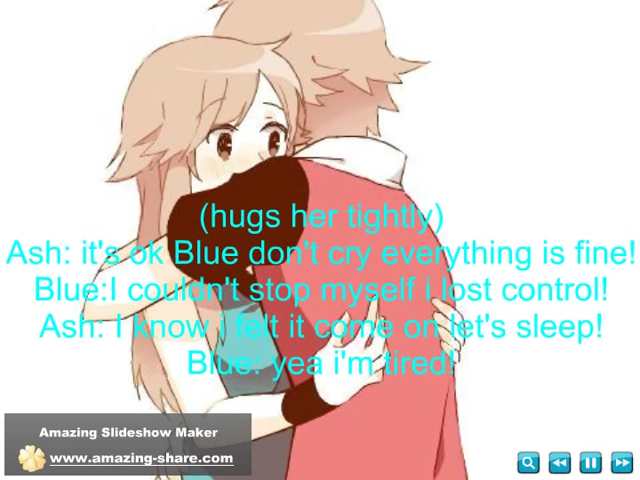 (hugs her tightly)
Ash: it's ok Blue don't cry everything is fine!
Blue:I couldn't stop myself i lost control!
Ash: I know i felt it come on let's sleep!
Blue: yea i'm tired!
Amazing Slideshow Maker
www.amazing-share.com